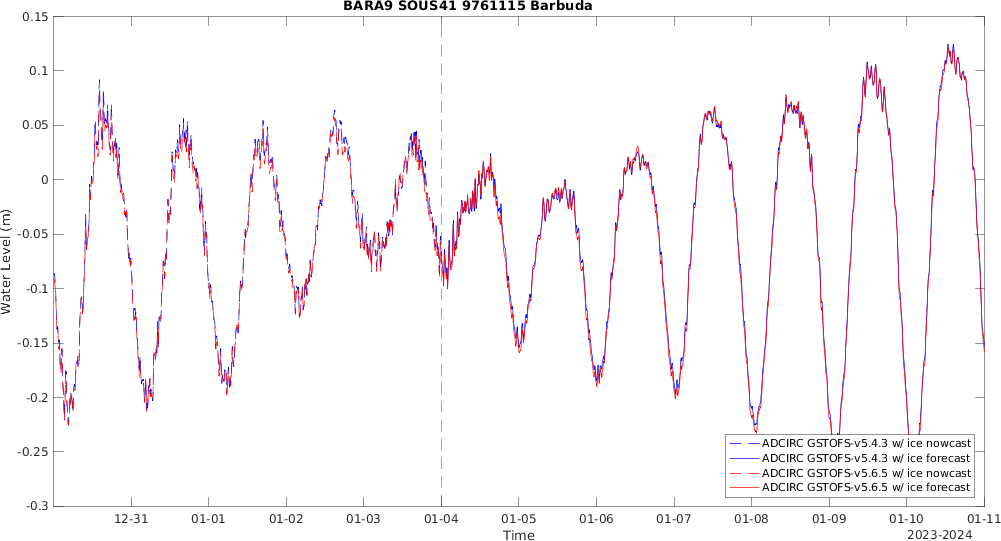 BARA9 SOUS41 9761115 Barbuda
0.15
0.1
0.05
0
-0.05
-0.1
-0.15
-0.2
-0.25
-0.3
Water Level (m)
ADCIRC GSTOFS-v5.4.3 w/ ice nowcast
ADCIRC GSTOFS-v5.4.3 w/ ice forecast
ADCIRC GSTOFS-v5.6.5 w/ ice nowcast
ADCIRC GSTOFS-v5.6.5 w/ ice forecast
12-31 01-01 01-02 01-03 01-04 01-05 01-06 01-07 01-08 01-09 01-10 01-11
Time
2023-2024